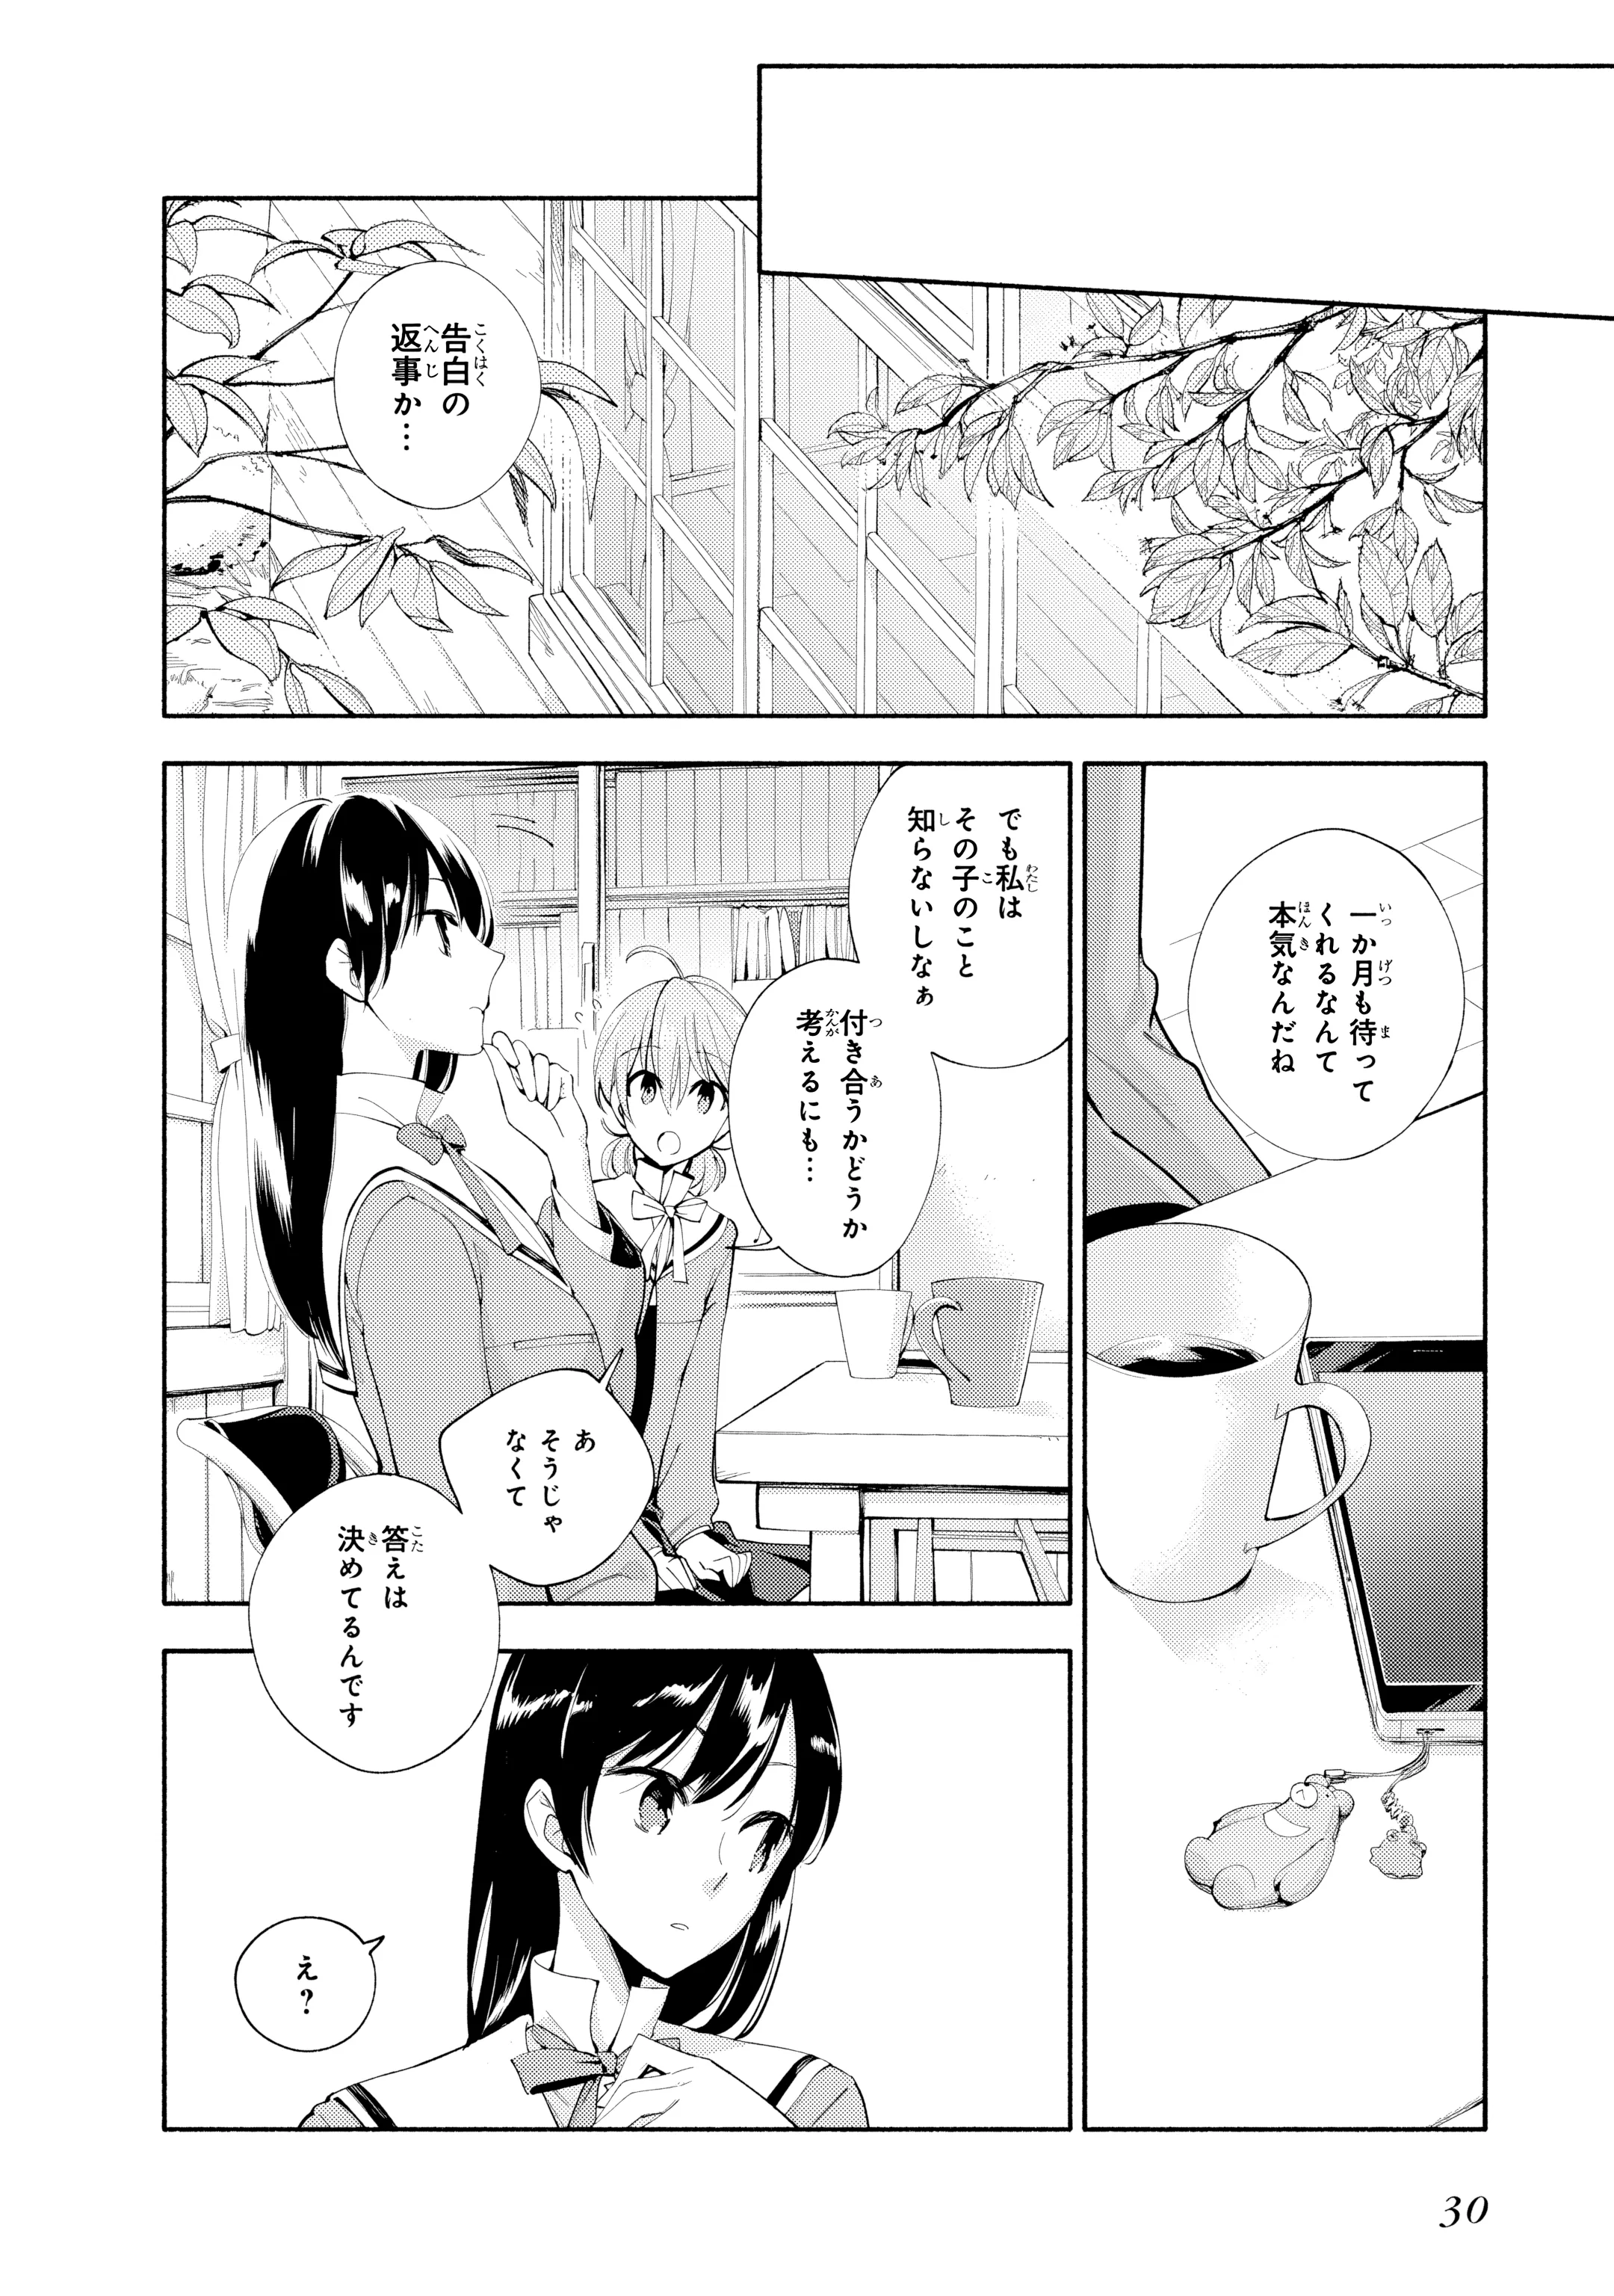 告白の
返事か…
一か月も待って
くれるなんて
本気なんだね
でも私は
その子のこと
知らないしなぁ
付き合うかどうか
考えるにも…
あ
そうじゃ
なくて
答えは
決めてるんです
え？
30